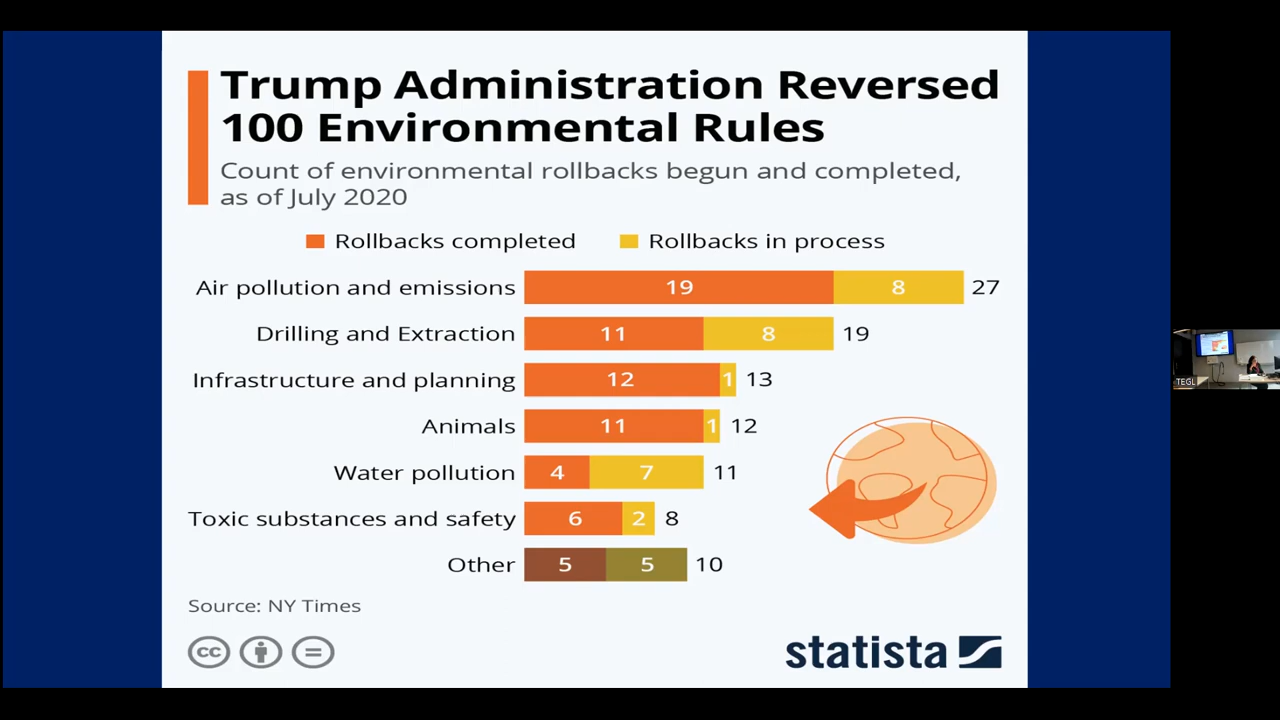 Trump Administration Reversed
100 Environmental Rules
Count of environmental rollbacks begun and completed,
as of July 2020
Rollbacks completed Rollbacks in process
Air pollution and emissions 19 8 27
Drilling and Extraction 11 8 19
Infrastructure and planning 12 1 13
Animals 11 1 12
Water pollution 4 7 11
Toxic substances and safety 6 2 8
Other 5 5 10
Source: NY Times
cc =
statista
TEGL